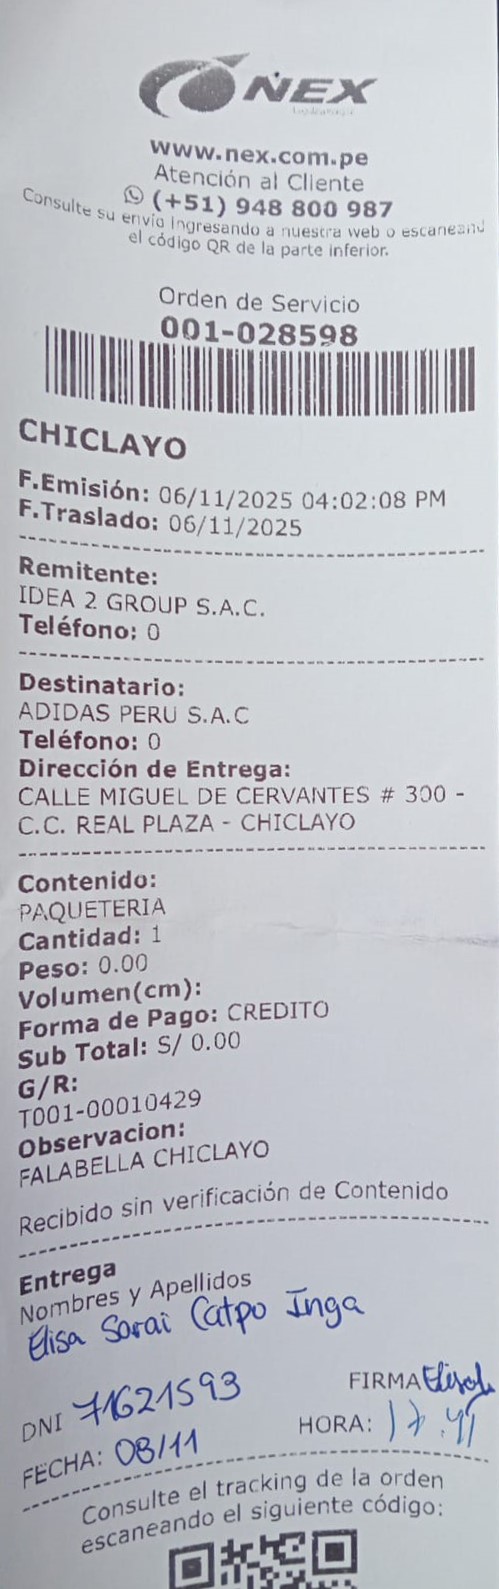 NEX
www.nex.com.pe
Atención al Cliente
(+51) 948 800 987
Consulte su envío ingresando a nuestra web o escaneand
el código QR de la parte inferior.
Orden de Servicio
001-028598
CHICLAYO
F.Emisión: 06/11/2025 04:02:08 PM
F.Traslado: 06/11/2025
Remitente:
IDEA 2 GROUP S.A.C.
Teléfono: 0
Destinatario:
ADIDAS PERU S.A.C
Teléfono: 0
Dirección de Entrega:
CALLE MIGUEL DE CERVANTES # 300 -
C.C. REAL PLAZA - CHICLAYO
Contenido:
PAQUETERIA
Cantidad: 1
Peso: 0.00
Volumen(cm):
Forma de Pago: CREDITO
Sub Total: S/ 0.00
G/R:
T001-00010429
Observacion:
FALABELLA CHICLAYO
Recibido sin verificación de Contenido
Entrega
Nombres y Apellidos
Elisa Sarai Catpo Inga
DNI 71621593 FIRMA
FECHA: 08/11 HORA:
Consulte el tracking de la orden
escaneando el siguiente código: